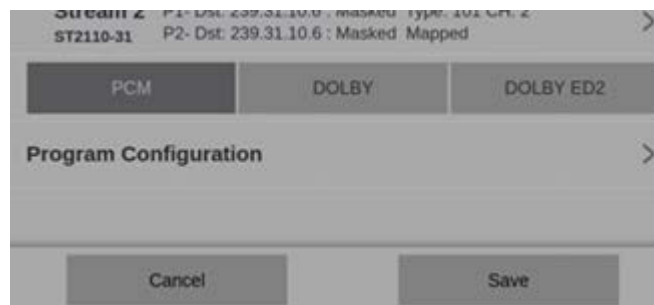 Stream 2 P1- Dst: 239.31.10.6 : Masked Type: 101 CH: 2
ST2110-31 P2- Dst: 239.31.10.6 : Masked Mapped
PCM DOLBY DOLBY ED2
Program Configuration
Cancel Save